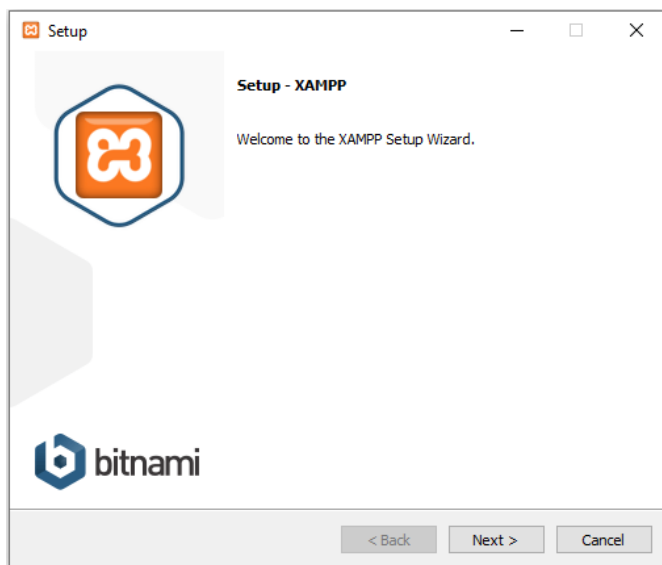 Setup
Setup - XAMPP
Welcome to the XAMPP Setup Wizard.
bitnami
< Back Next > Cancel